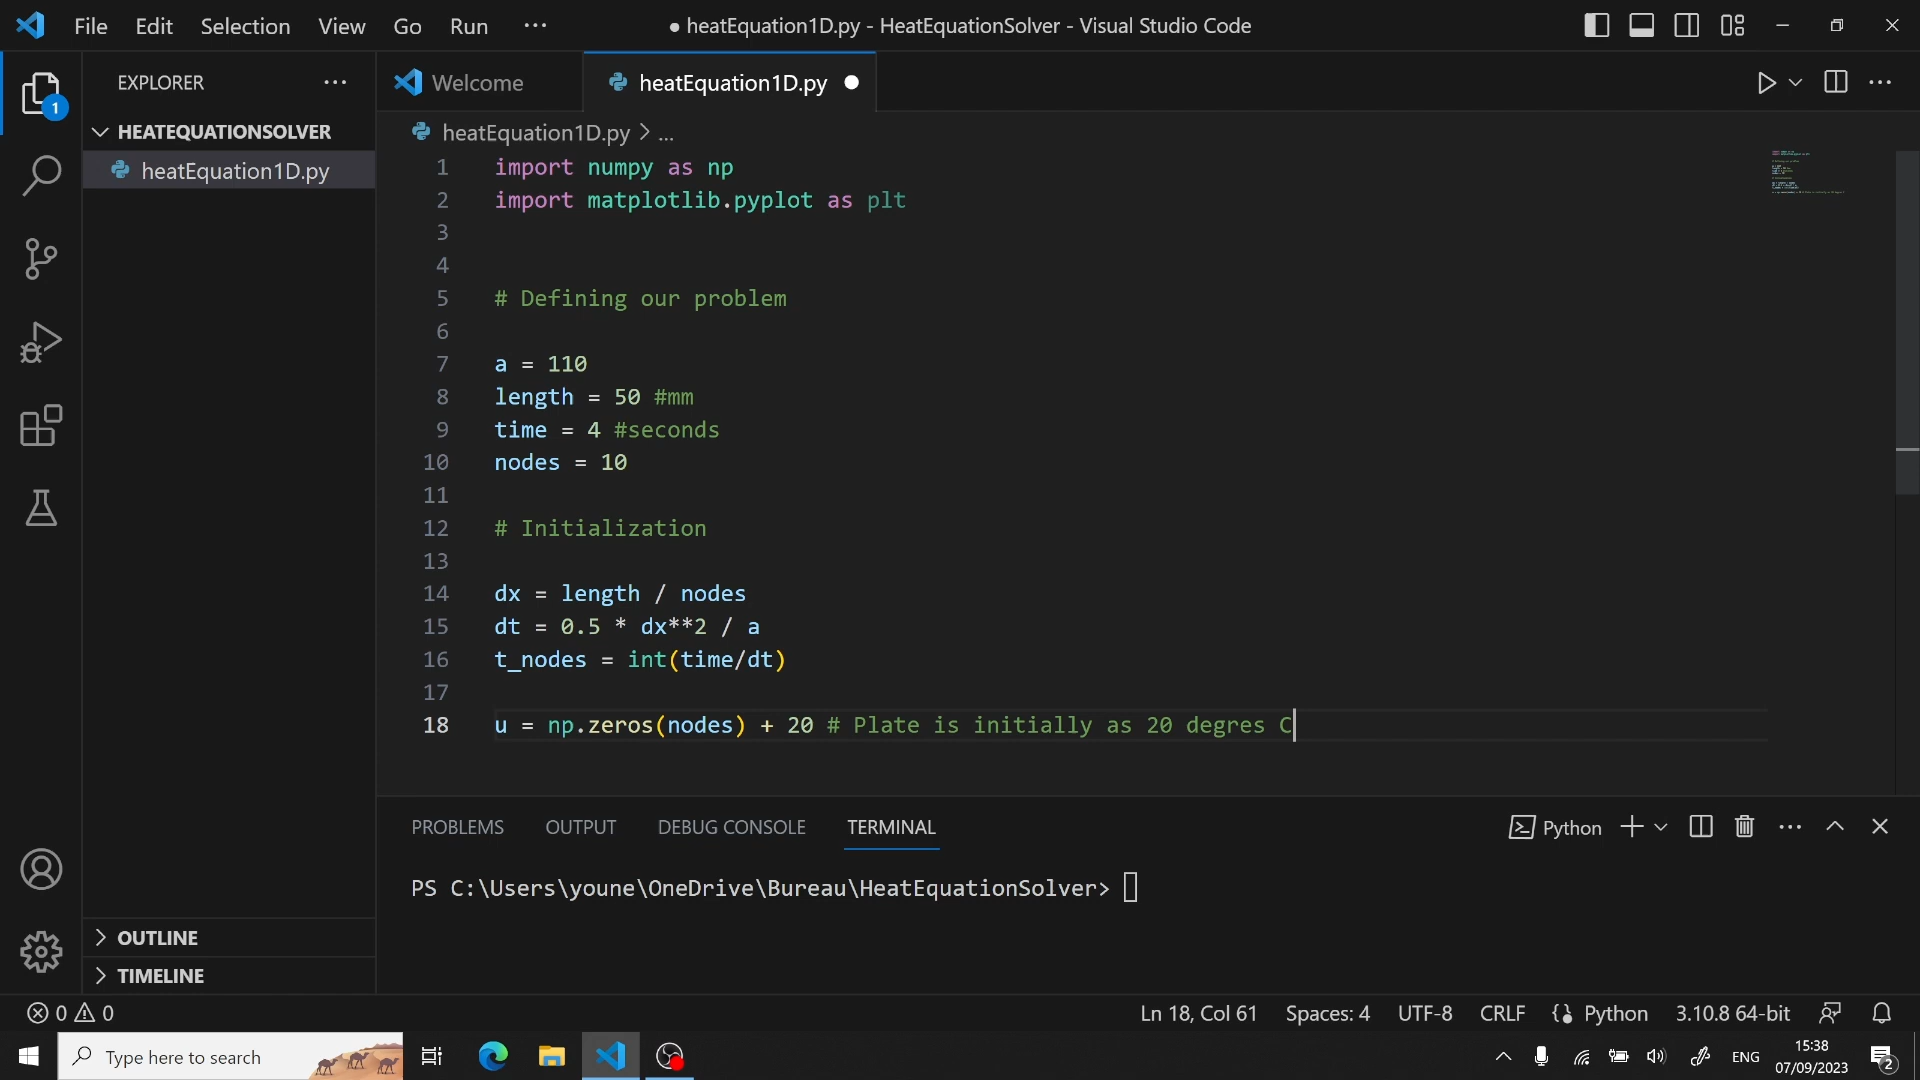 File Edit Selection View Go Run ··· ● heatEquation1D.py - HeatEquationSolver - Visual Studio Code
EXPLORER ···
Welcome
heatEquation1D.py
1
HEATEQUATIONSOLVER
heatEquation1D.py > ...
heatEquation1D.py
1 import numpy as np
2 import matplotlib.pyplot as plt
3
4
5 # Defining our problem
6
7 a = 110
8 length = 50 #mm
9 time = 4 #seconds
10 nodes = 10
11
12 # Initialization
13
14 dx = length / nodes
15 dt = 0.5 * dx**2 / a
16 t_nodes = int(time/dt)
17
18 u = np.zeros(nodes) + 20 # Plate is initially as 20 degres C
PROBLEMS OUTPUT DEBUG CONSOLE TERMINAL
Python
PS C:\Users\youne\OneDrive\Bureau\HeatEquationSolver>
OUTLINE
TIMELINE
0 0
Ln 18, Col 61 Spaces: 4 UTF-8 CRLF Python 3.10.8 64-bit
Type here to search
ENG
15:38
07/09/2023
2